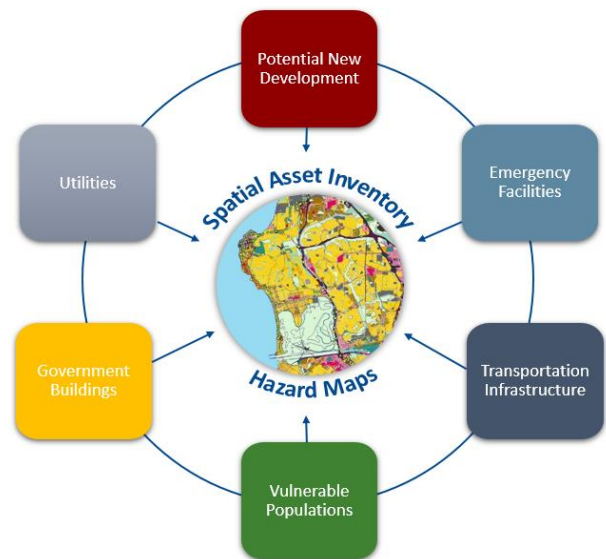 Potential New
Development
Emergency
Facilities
Transportation
Infrastructure
Vulnerable
Populations
Government
Buildings
Utilities
Spatial Asset Inventory
Hazard Maps